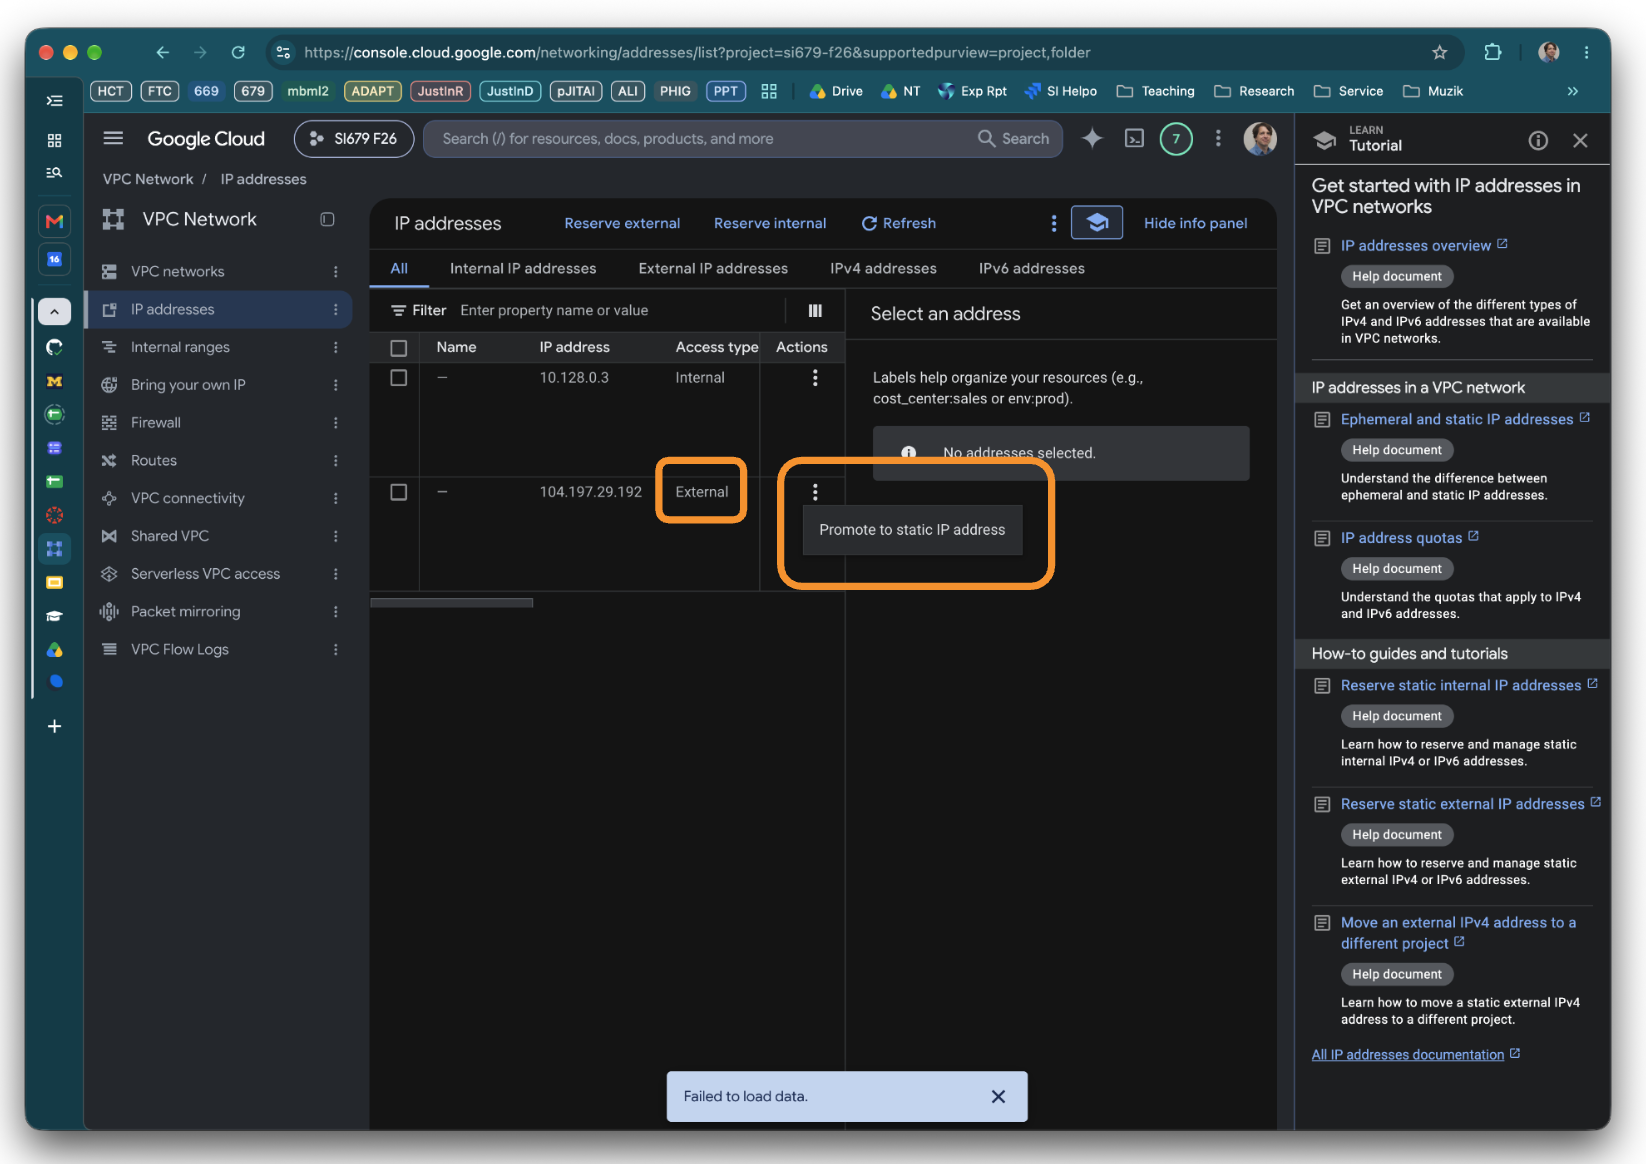 https://console.cloud.google.com/networking/addresses/list?project=si679-f26&supportedpurview=project,folder
HCT FTC 669 679 mbml2 ADAPT JustInR JustInD pJITAI ALI PHIG PPT Drive NT Exp Rpt SI Helpo Teaching Research Service Muzik »
Google Cloud SI679 F26 Search (/) for resources, docs, products, and more Search 7
LEARN
Tutorial
VPC Network / IP addresses
16
VPC Network
VPC networks
IP addresses
Internal ranges
Bring your own IP
Firewall
Routes
VPC connectivity
Shared VPC
Serverless VPC access
Packet mirroring
VPC Flow Logs
IP addresses Reserve external Reserve internal Refresh Hide info panel
All Internal IP addresses External IP addresses IPv4 addresses IPv6 addresses
Filter Enter property name or value
Name IP address Access type Actions
– 10.128.0.3 Internal
– 104.197.29.192 External
Promote to static IP address
Select an address
Labels help organize your resources (e.g.,
cost_center:sales or env:prod).
No addresses selected.
Failed to load data.
Get started with IP addresses in
VPC networks
IP addresses overview
Help document
Get an overview of the different types of
IPv4 and IPv6 addresses that are available
in VPC networks.
IP addresses in a VPC network
Ephemeral and static IP addresses
Help document
Understand the difference between
ephemeral and static IP addresses.
IP address quotas
Help document
Understand the quotas that apply to IPv4
and IPv6 addresses.
How-to guides and tutorials
Reserve static internal IP addresses
Help document
Learn how to reserve and manage static
internal IPv4 or IPv6 addresses.
Reserve static external IP addresses
Help document
Learn how to reserve and manage static
external IPv4 or IPv6 addresses.
Move an external IPv4 address to a
different project
Help document
Learn how to move a static external IPv4
address to a different project.
All IP addresses documentation